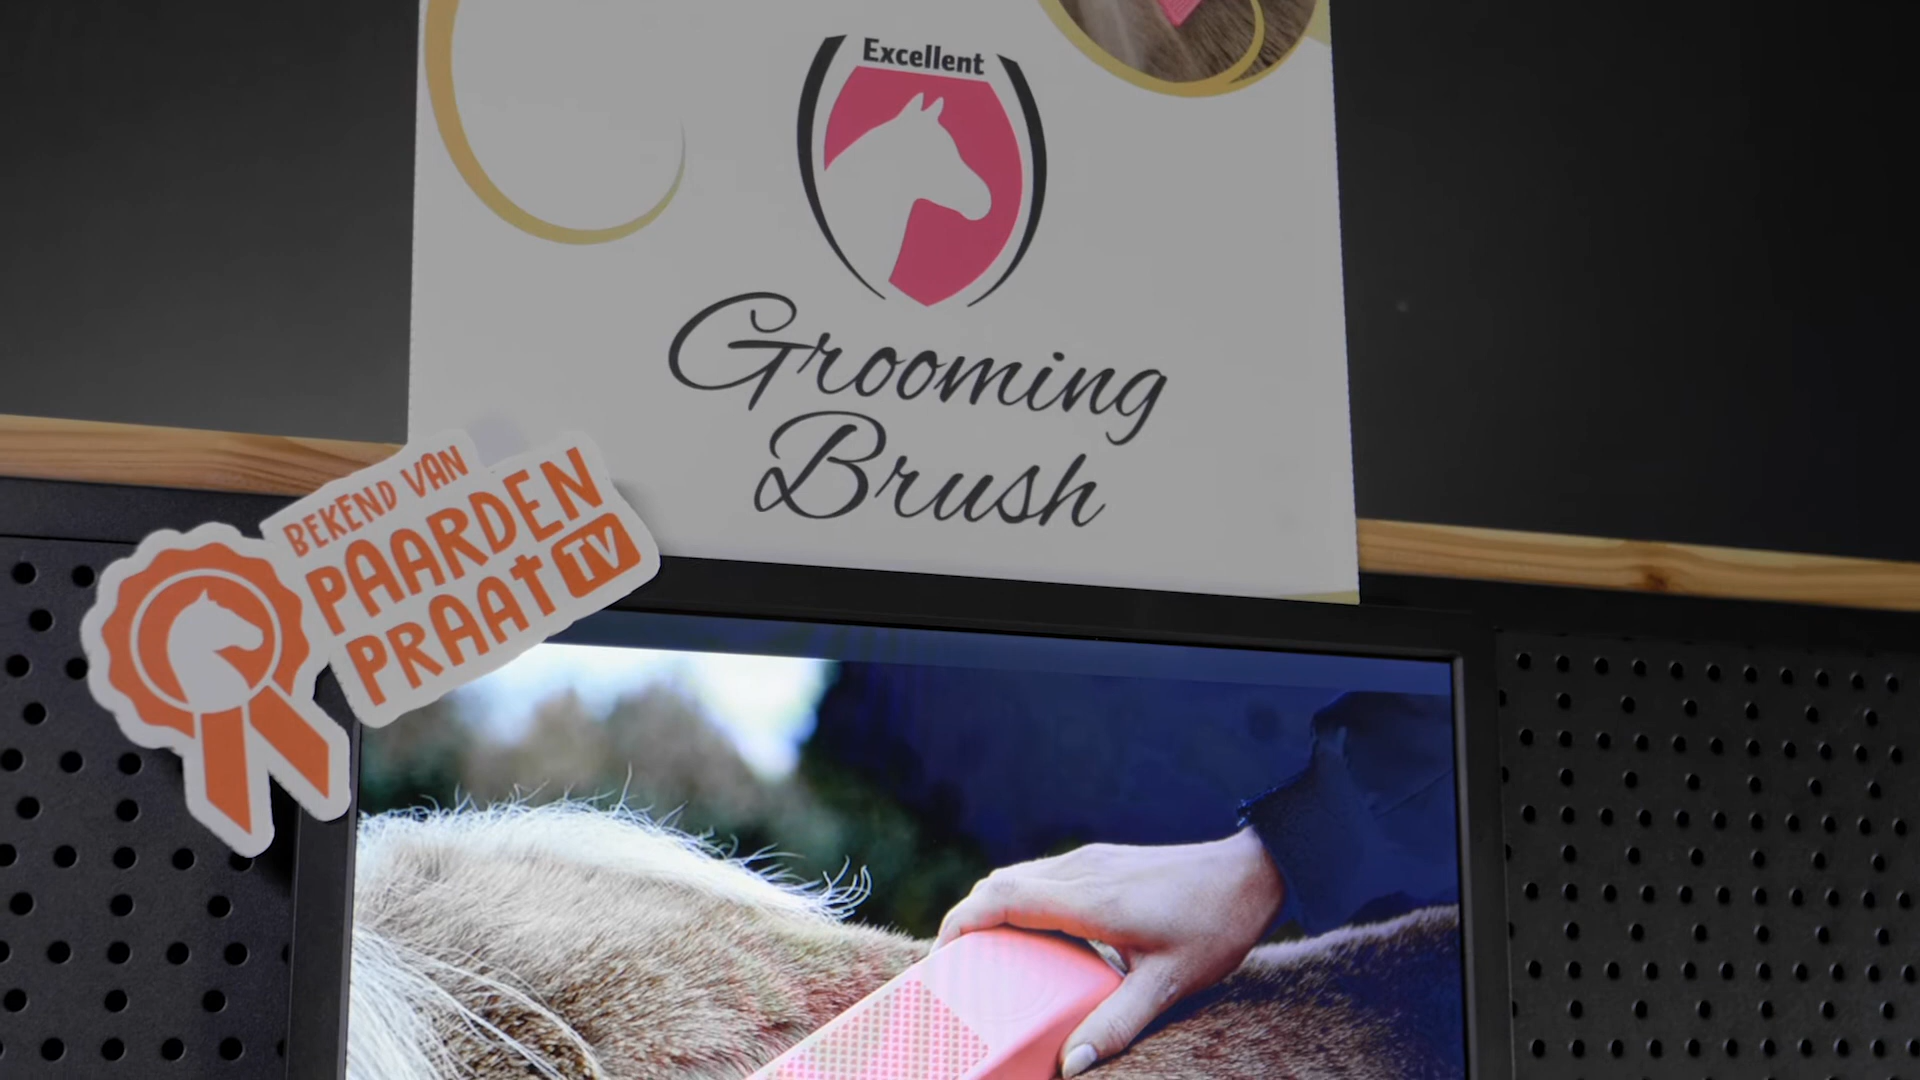 Excellent
Grooming
Brush
BEKEND VAN
PAARDEN
PRAAT TV